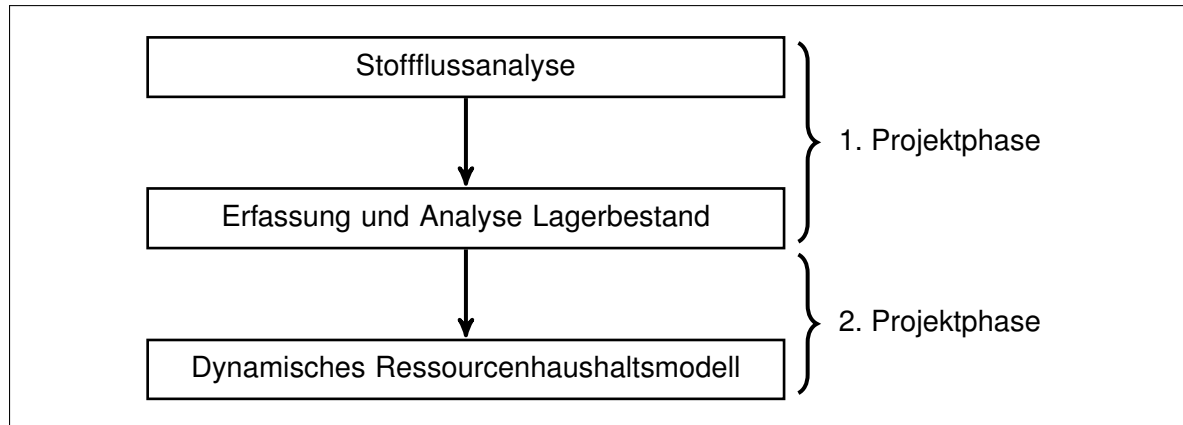 Stoffflussanalyse
1. Projektphase
Erfassung und Analyse Lagerbestand
2. Projektphase
Dynamisches Ressourcenhaushaltsmodell